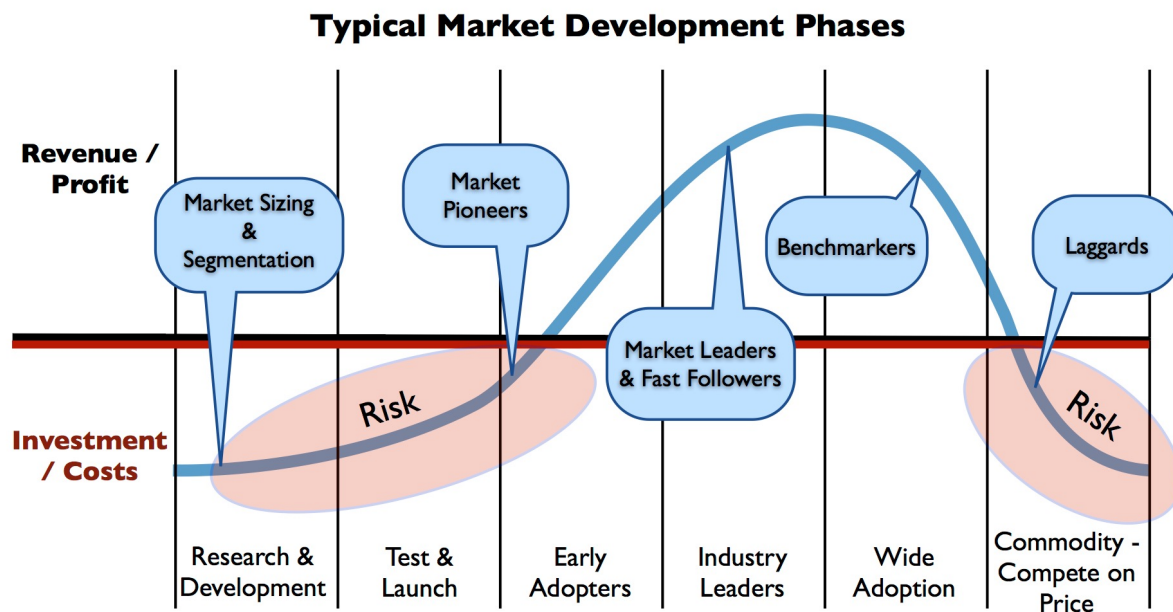 Typical Market Development Phases
Revenue /
Profit
Market Sizing
&
Segmentation
Market
Pioneers
Benchmarkers
Laggards
Market Leaders
& Fast Followers
Risk
Risk
Investment
/ Costs
Research &
Development
Test &
Launch
Early
Adopters
Industry
Leaders
Wide
Adoption
Commodity -
Compete on
Price